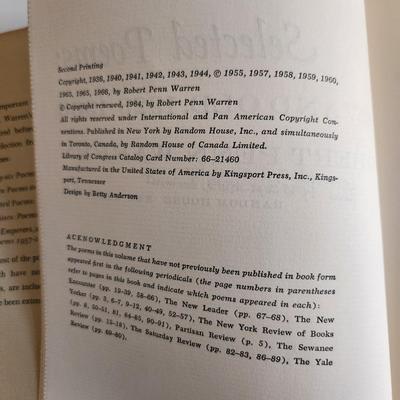 Selected Poems:
Second Printing
Copyright, 1936, 1940, 1941, 1942, 1943, 1944, © 1955, 1957, 1958, 1959, 1960,
1963, 1965, 1966, by Robert Penn Warren
© Copyright renewed, 1964, by Robert Penn Warren
All rights reserved under International and Pan American Copyright Con-
ventions. Published in New York by Random House, Inc., and simultaneously
in Toronto, Canada, by Random House of Canada Limited.
Library of Congress Catalog Card Number: 66-21460
Manufactured in the United States of America by Kingsport Press, Inc., Kings-
port, Tennessee
Design by Betty Anderson
ACKNOWLEDGMENT
The poems in this volume that have not previously been published in book form
appeared first in the following periodicals (the page numbers in parentheses
refer to pages in this book and indicate which poems appeared in each):
Encounter (pp. 19-39, 58-66), The New Leader (pp. 67-68), The New
Yorker (pp. 5, 6-7, 9-12, 40-49, 52-57), The New York Review of Books
(pp. 8, 50-51, 81, 84-85, 90-91), Partisan Review (p. 5), The Sewanee
Review (pp. 15-18), The Saturday Review (pp. 82-83, 86-89), The Yale
Review (pp. 69-80).